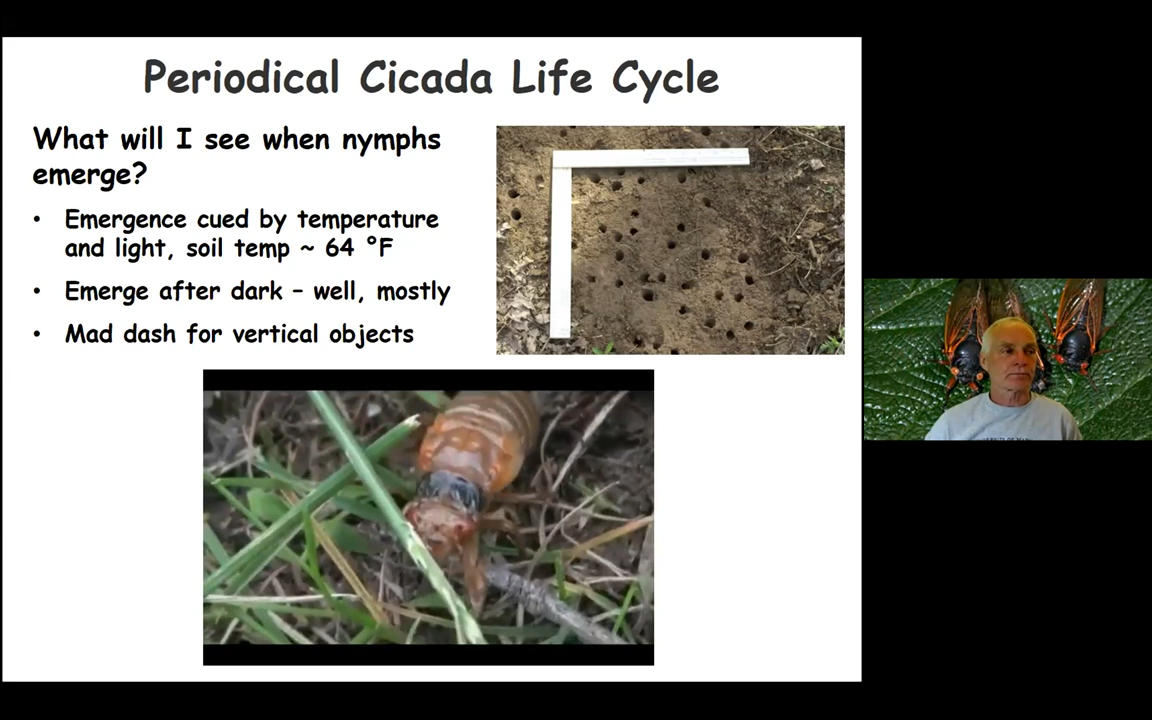 Periodical Cicada Life Cycle
What will I see when nymphs
emerge?
• Emergence cued by temperature
and light, soil temp ~ 64 °F
• Emerge after dark – well, mostly
• Mad dash for vertical objects